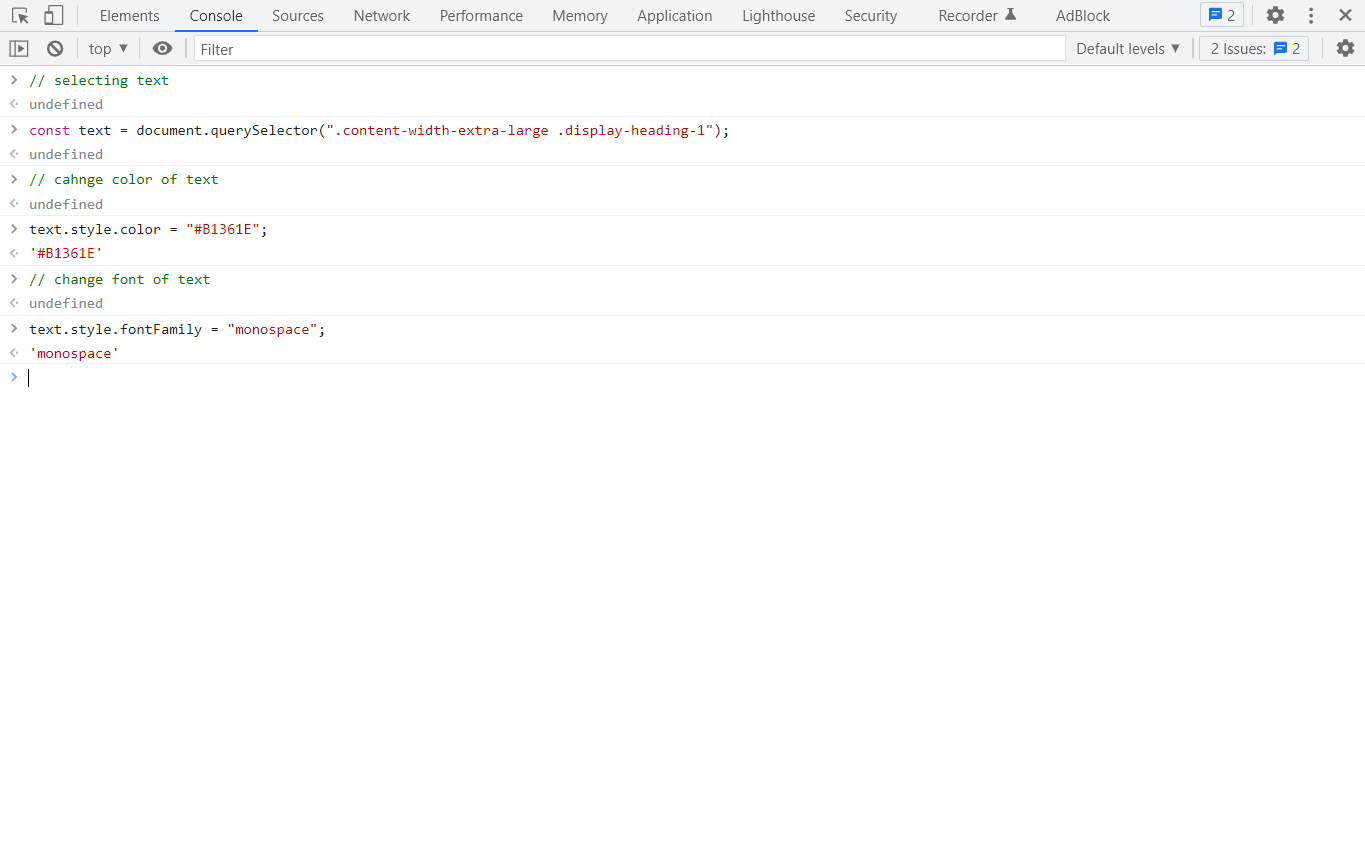 Elements Console Sources Network Performance Memory Application Lighthouse Security Recorder AdBlock 2
top Filter Default levels 2 Issues: 2
// selecting text
undefined
const text = document.querySelector(".content-width-extra-large .display-heading-1");
undefined
// cahnge color of text
undefined
text.style.color = "#B1361E";
'#B1361E'
// change font of text
undefined
text.style.fontFamily = "monospace";
'monospace'